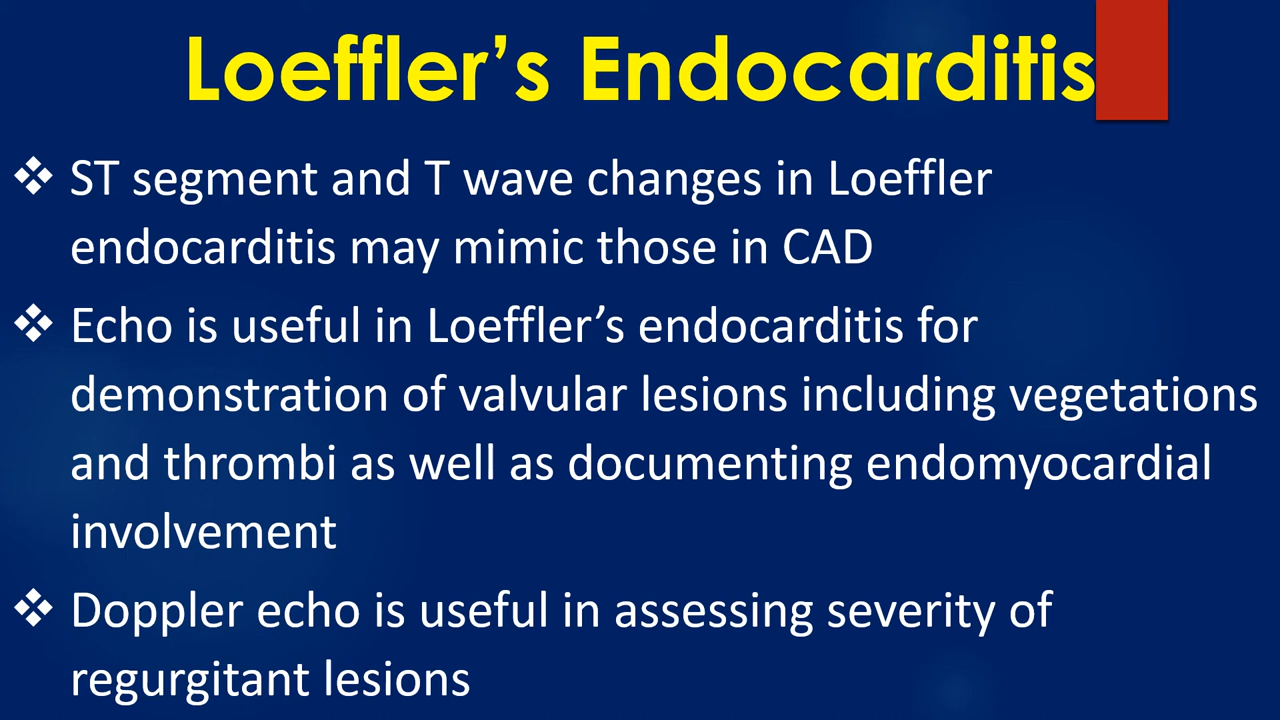 Loeffler’s Endocarditis
❖ ST segment and T wave changes in Loeffler
endocarditis may mimic those in CAD
❖ Echo is useful in Loeffler’s endocarditis for
demonstration of valvular lesions including vegetations
and thrombi as well as documenting endomyocardial
involvement
❖ Doppler echo is useful in assessing severity of
regurgitant lesions